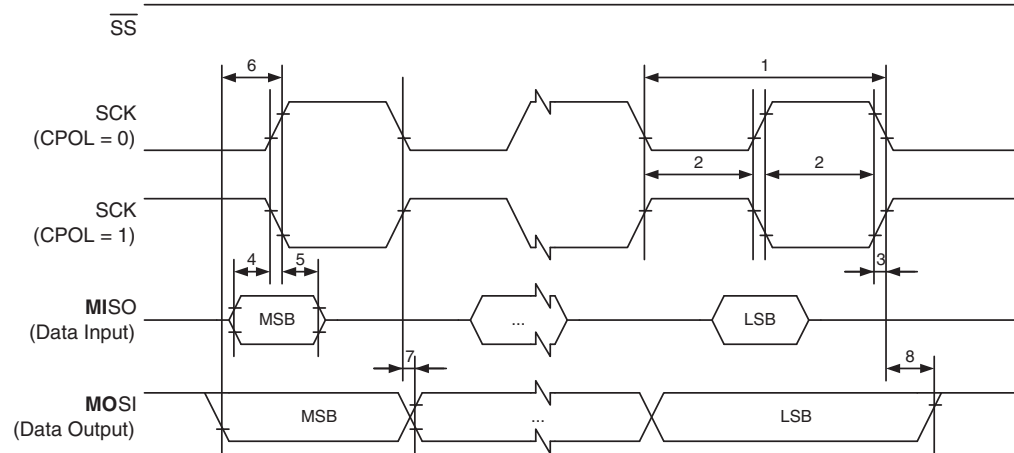 SS
6
1
SCK
(CPOL = 0)
2
2
SCK
(CPOL = 1)
4
5
3
MISO
(Data Input)
MSB
...
LSB
7
8
MOSI
(Data Output)
MSB
...
LSB